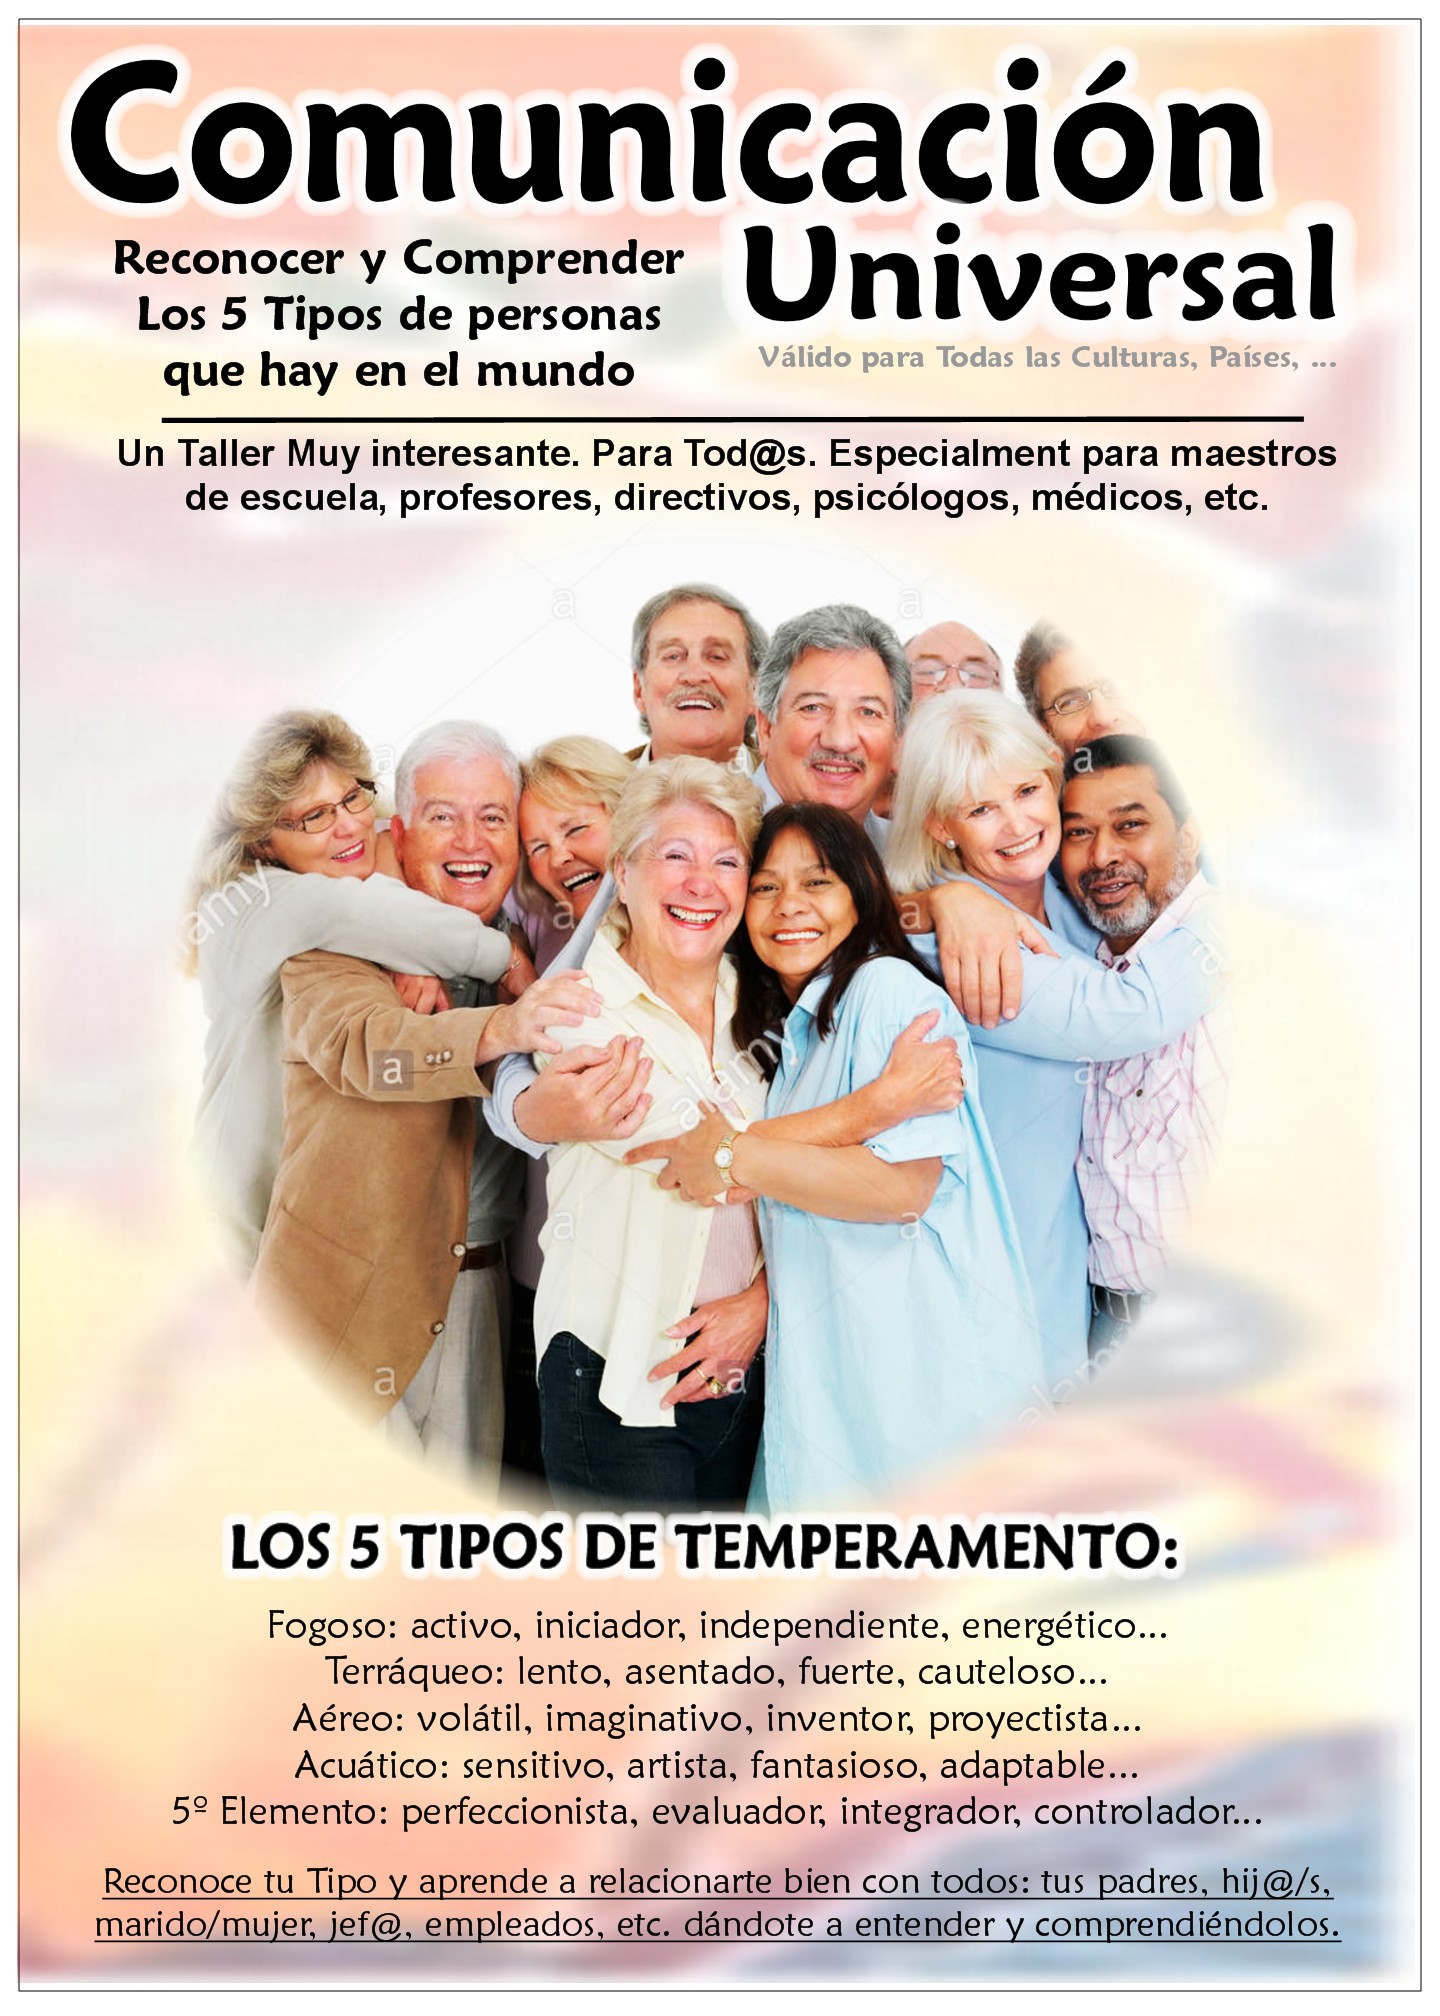 Comunicación
Universal
Reconocer y Comprender
Los 5 Tipos de personas
que hay en el mundo
Válido para Todas las Culturas, Países, ...
Un Taller Muy interesante. Para Tod@s. Especialment para maestros
de escuela, profesores, directivos, psicólogos, médicos, etc.
a a
a a a
alamy a a a
a alamy a
a a
a a alamy
LOS 5 TIPOS DE TEMPERAMENTO:
Fogoso: activo, iniciador, independiente, energético...
Terráqueo: lento, asentado, fuerte, cauteloso...
Aéreo: volátil, imaginativo, inventor, proyectista...
Acuático: sensitivo, artista, fantasioso, adaptable...
5º Elemento: perfeccionista, evaluador, integrador, controlador...
Reconoce tu Tipo y aprende a relacionarte bien con todos: tus padres, hij@/s,
marido/mujer, jef@, empleados, etc. dándote a entender y comprendiéndolos.